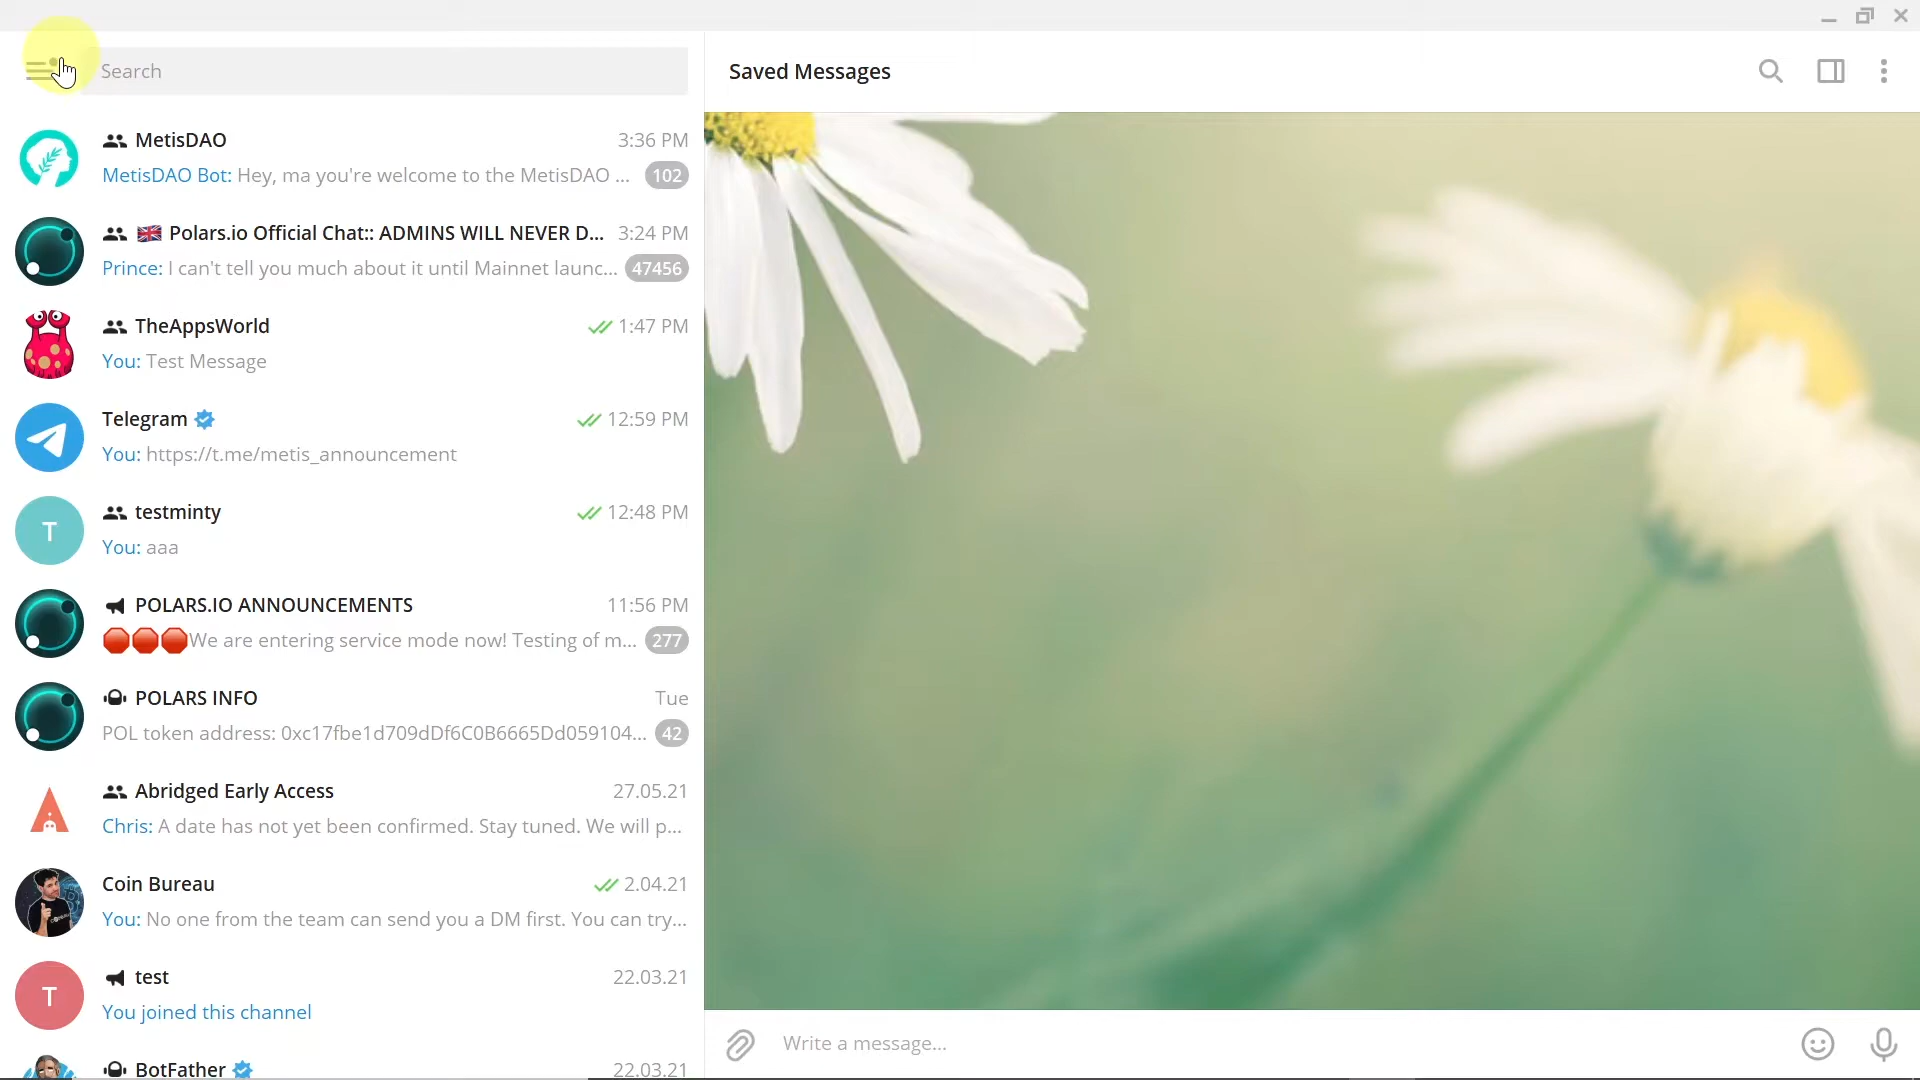 Search
Saved Messages
MetisDAO 3:36 PM
MetisDAO Bot: Hey, ma you're welcome to the MetisDAO ... 102
🇬🇧 Polars.io Official Chat:: ADMINS WILL NEVER D... 3:24 PM
Prince: I can't tell you much about it until Mainnet launc... 47456
TheAppsWorld 1:47 PM
You: Test Message
Telegram 12:59 PM
You: https://t.me/metis_announcement
T
testminty 12:48 PM
You: aaa
POLARS.IO ANNOUNCEMENTS 11:56 PM
🛑🛑🛑We are entering service mode now! Testing of m... 277
POLARS INFO Tue
POL token address: 0xc17fbe1d709dDf6C0B6665Dd059104... 42
Abridged Early Access 27.05.21
Chris: A date has not yet been confirmed. Stay tuned. We will p...
Coin Bureau 2.04.21
You: No one from the team can send you a DM first. You can try...
T
test 22.03.21
You joined this channel
BotFather 22.03.21
Write a message...